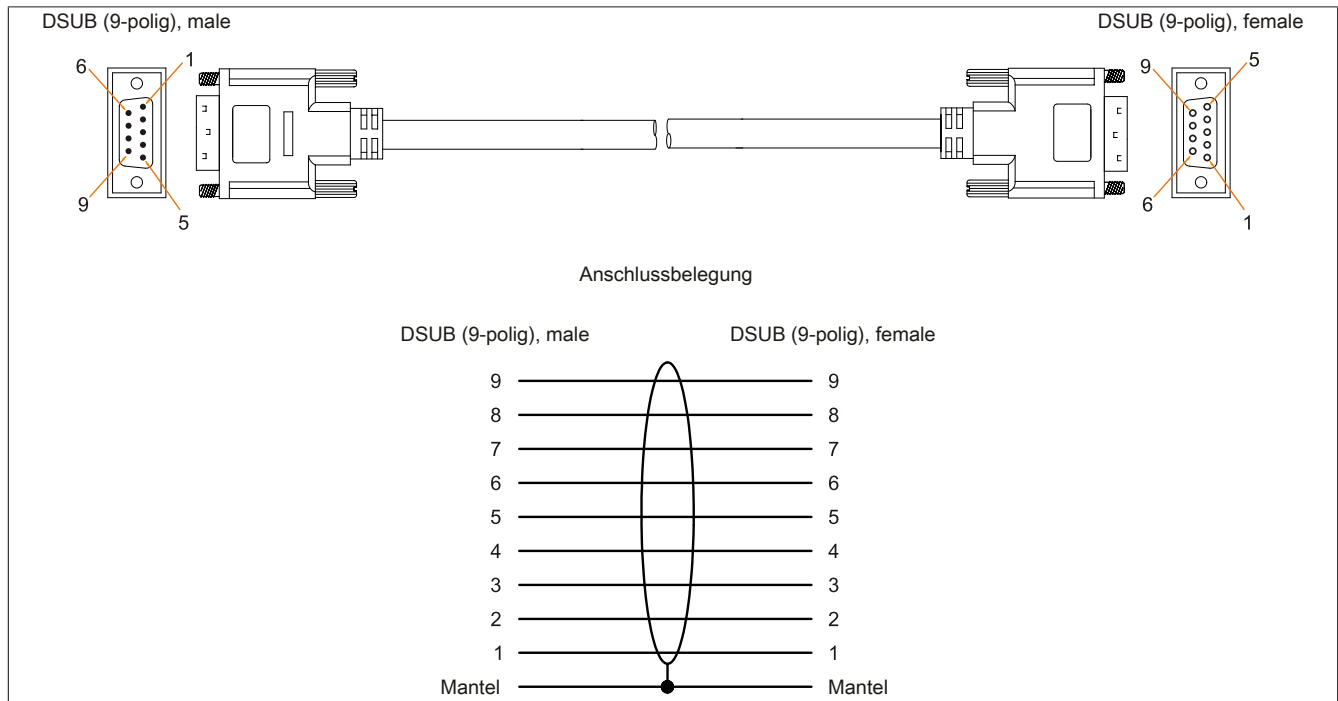 DSUB (9-polig), male DSUB (9-polig), female
6 1 9 5
9 5 6 1
Anschlussbelegung
DSUB (9-polig), male DSUB (9-polig), female
9 9
8 8
7 7
6 6
5 5
4 4
3 3
2 2
1 1
Mantel Mantel